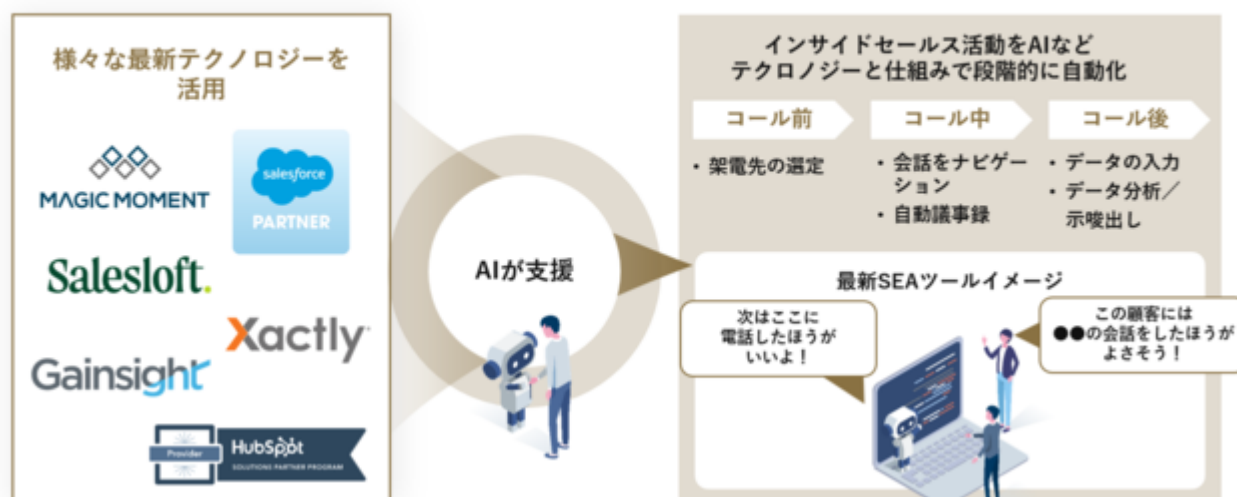 様々な最新テクノロジーを
活用
MAGIC MOMENT
salesforce
PARTNER
Salesloft.
Xactly
Gainsight
Provider
HubSpot
SOLUTIONS PARTNER PROGRAM
AIが支援
インサイドセールス活動をAIなど
テクロノジーと仕組みで段階的に自動化
コール前
コール中
コール後
・架電先の選定
・会話をナビゲー
ション
・自動議事録
・データの入力
・データ分析／
示唆出し
最新SEAツールイメージ
次はここに
電話したほうが
いいよ！
この顧客には
●●の会話をしたほうが
よさそう！